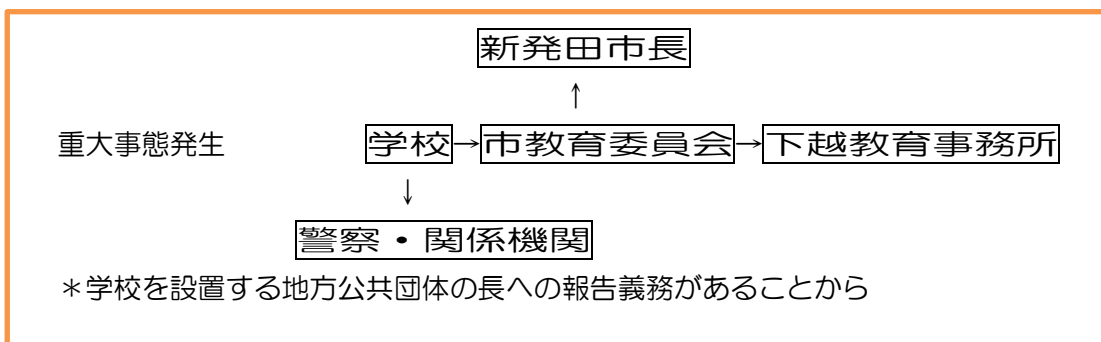 新発田市長
↑
重大事態発生 学校→市教育委員会→下越教育事務所
↓
警察・関係機関
＊学校を設置する地方公共団体の長への報告義務があることから